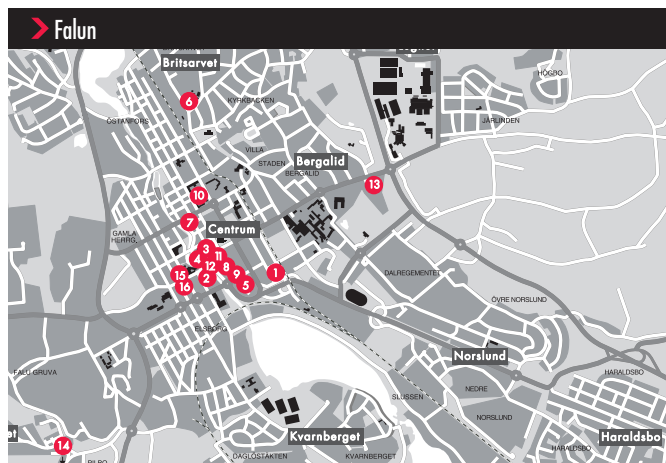 Falun
Britsarvet
HÖGBO
6
KYRKBACKEN
ÖSTANFORS
JÄRLINDEN
VILLA
STADEN
Bergalid
BERGALID
13
10
7
Centrum
GAMLA
HERRG.
3
4
11
12
8
15
9
1
2
5
16
DALREGEMENTET
ÖVRE NORSLUND
ELSBORG
Norslund
FALU GRUVA
HARALDSBO
NEDRE
SLUSSEN
NORSLUND
et
Kvarnberget
Haraldsbo
14
HARALDSBO
DAGLÖSTÄKTEN
KVARNBERGET